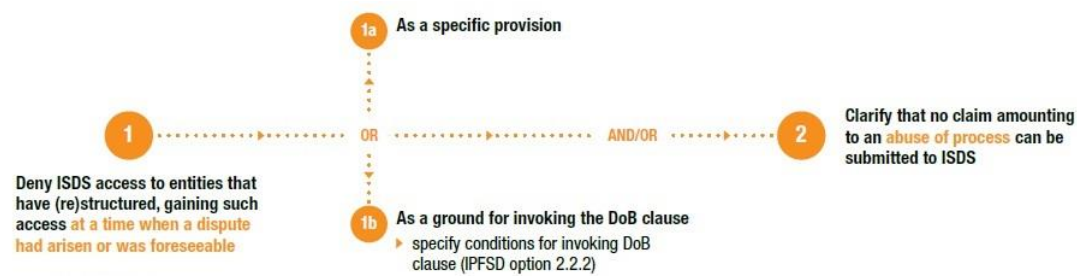 1a
As a specific provision
1
OR
AND/OR
2
Clarify that no claim amounting
to an abuse of process can be
submitted to ISDS
Deny ISDS access to entities that
have (re)structured, gaining such
access at a time when a dispute
had arisen or was foreseeable
1b
As a ground for invoking the DoB clause
specify conditions for invoking DoB
clause (IPFSD option 2.2.2)